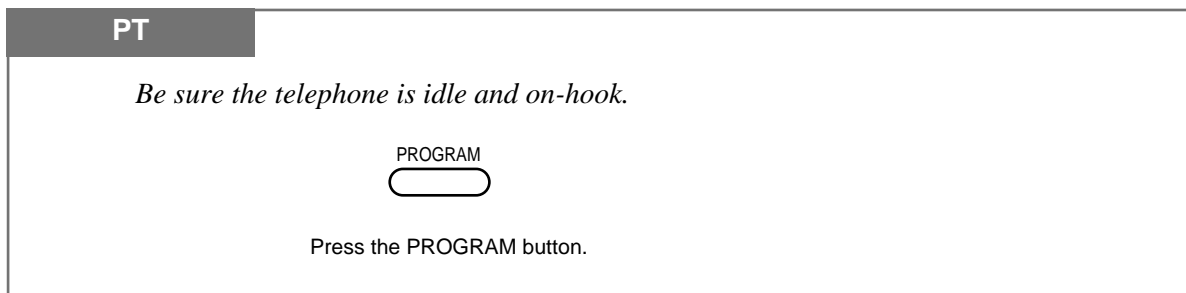 PT
Be sure the telephone is idle and on-hook.
PROGRAM
Press the PROGRAM button.